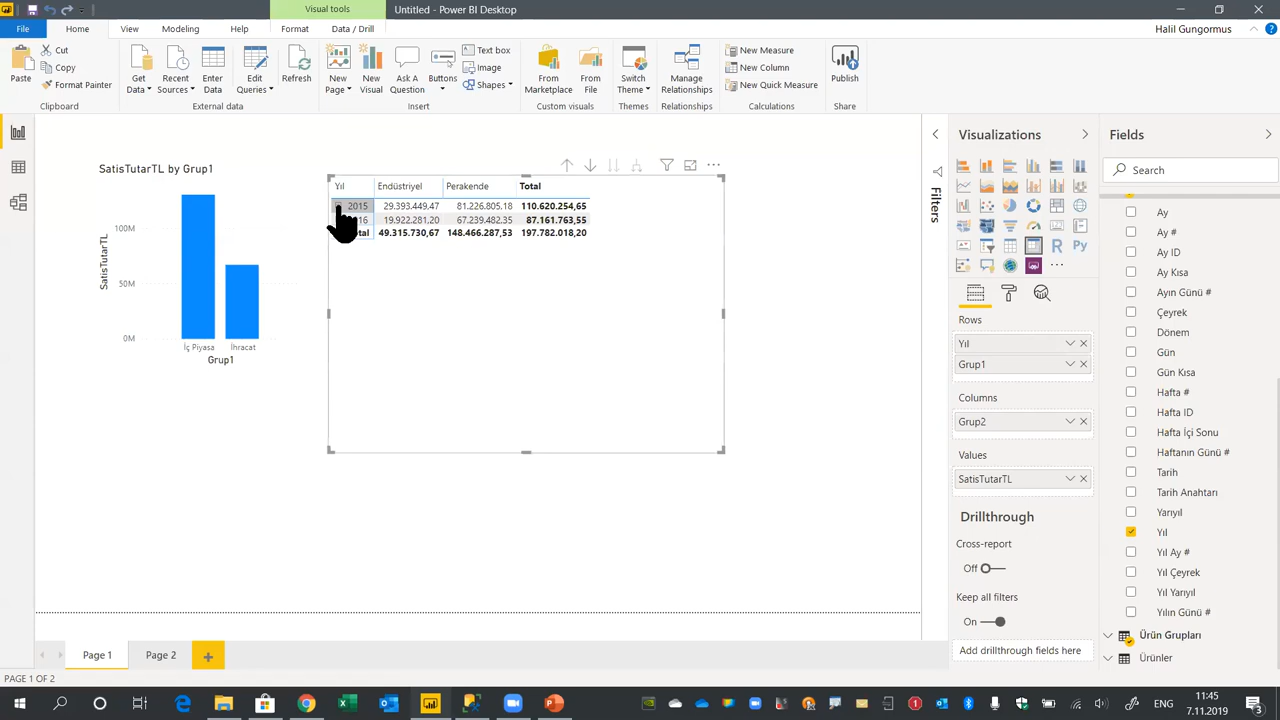 Visual tools
Untitled - Power BI Desktop
File
Home
View
Modeling
Help
Format
Data / Drill
Halil Gungormus
Paste
Cut
Copy
Format Painter
Clipboard
Get Data
Recent Sources
Enter Data
Edit Queries
Refresh
External data
New Page
New Visual
Ask A Question
Buttons
Text box
Image
Shapes
Insert
From Marketplace
From File
Custom visuals
Switch Theme
Themes
Manage Relationships
Relationships
New Measure
New Column
New Quick Measure
Calculations
Publish
Share
SatisTutarTL by Grup1
SatisTutarTL
100M
50M
0M
İç Piyasa
İhracat
Grup1
Yıl Endüstriyel Perakende Total
2015 29.393.449,47 81.226.805,18 110.620.254,65
16 19.922.281,20 67.239.482,35 87.161.763,55
tal 49.315.730,67 148.466.287,53 197.782.018,20
Filters
Visualizations
R
Py
Rows
Yıl
Grup1
Columns
Grup2
Values
SatisTutarTL
Drillthrough
Cross-report
Off
Keep all filters
On
Add drillthrough fields here
Fields
Search
Ay
Ay #
Ay ID
Ay Kısa
Ayın Günü #
Çeyrek
Dönem
Gün
Gün Kısa
Hafta #
Hafta ID
Hafta İçi Sonu
Haftanın Günü #
Tarih
Tarih Anahtarı
Yarıyıl
Yıl
Yıl Ay #
Yıl Çeyrek
Yıl Yarıyıl
Yılın Günü #
Ürün Grupları
Ürünler
Page 1
Page 2
PAGE 1 OF 2
11:45
7.11.2019